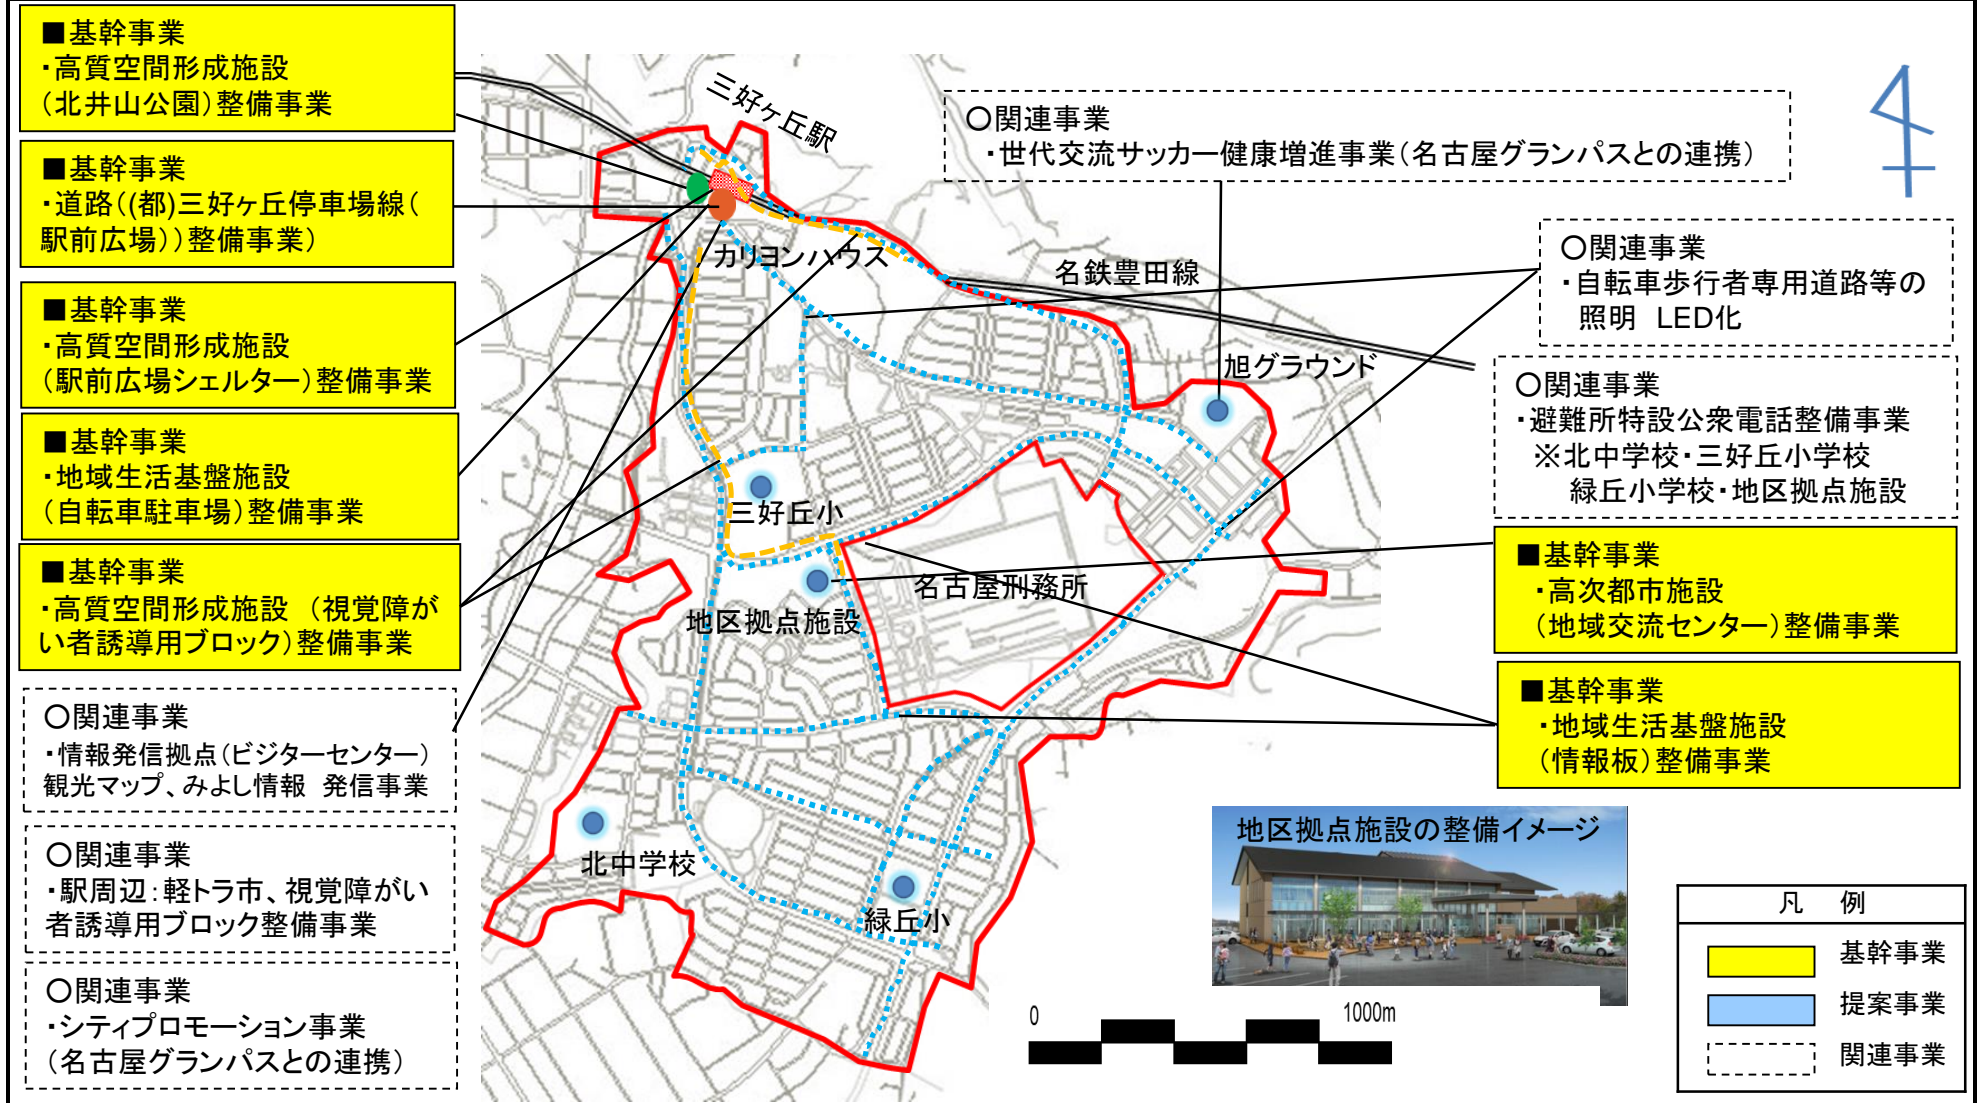 ■基幹事業
・高質空間形成施設
（北井山公園）整備事業
■基幹事業
・道路（(都)三好ヶ丘停車場線（
駅前広場））整備事業）
■基幹事業
・高質空間形成施設
（駅前広場シェルター）整備事業
■基幹事業
・地域生活基盤施設
（自転車駐車場）整備事業
■基幹事業
・高質空間形成施設　（視覚障が
い者誘導用ブロック）整備事業
○関連事業
・情報発信拠点（ビジターセンター）
観光マップ、みよし情報　発信事業
○関連事業
・駅周辺：軽トラ市、視覚障がい
者誘導用ブロック整備事業
○関連事業
・シティプロモーション事業
（名古屋グランパスとの連携）
三好ヶ丘駅
カリヨンハウス
名鉄豊田線
旭グラウンド
三好丘小
名古屋刑務所
地区拠点施設
北中学校
緑丘小
○関連事業
・世代交流サッカー健康増進事業（名古屋グランパスとの連携）
○関連事業
・自転車歩行者専用道路等の
照明　LED化
○関連事業
・避難所特設公衆電話整備事業
※北中学校・三好丘小学校
緑丘小学校・地区拠点施設
■基幹事業
・高次都市施設
（地域交流センター）整備事業
■基幹事業
・地域生活基盤施設
（情報板）整備事業
地区拠点施設の整備イメージ
0
1000m
凡　例
基幹事業
提案事業
関連事業